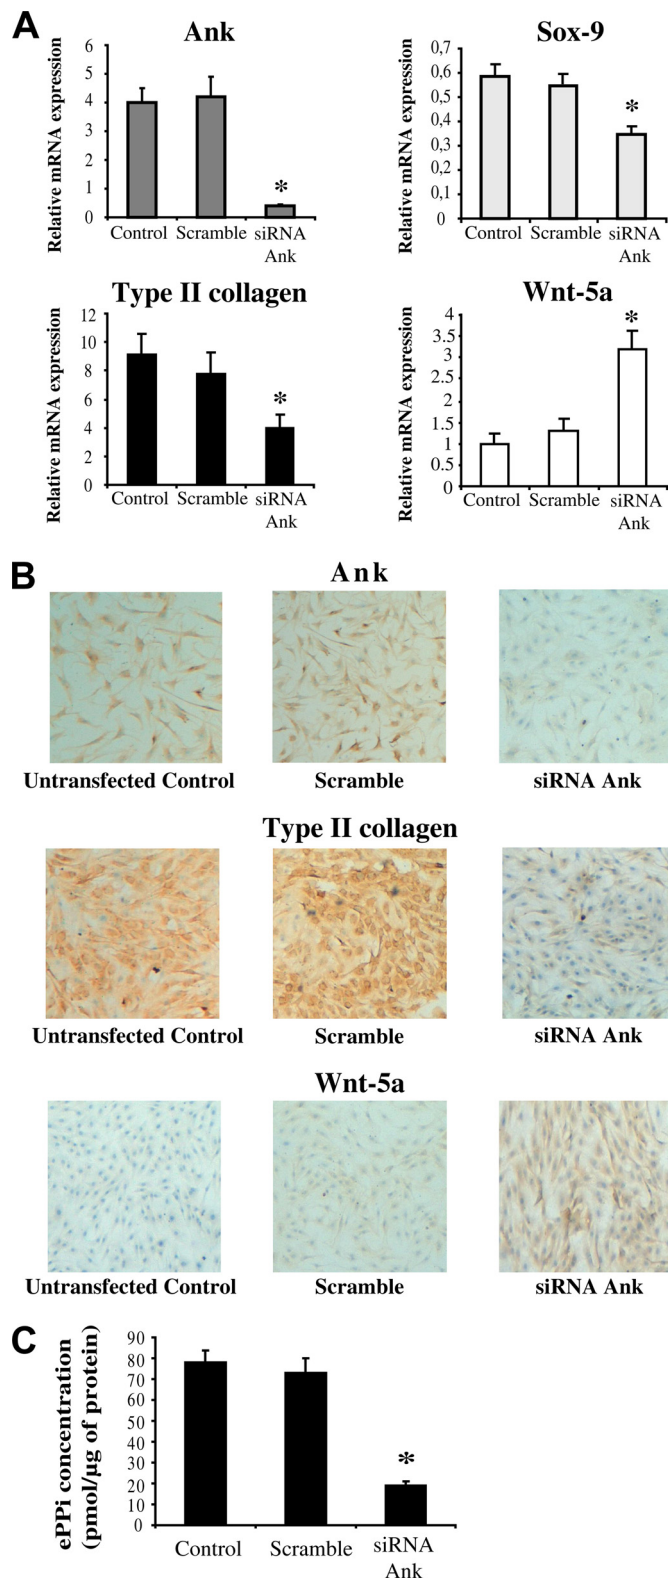 A
Ank
Relative mRNA expression
6
5
4
3
2
1
0
*
Control Scramble siRNA
Ank
Sox-9
Relative mRNA expression
0,7
0,6
0,5
0,4
0,3
0,2
0,1
0
*
Control Scramble siRNA
Ank
Type II collagen
Relative mRNA expression
12
10
8
6
4
2
0
*
Control Scramble siRNA
Ank
Wnt-5a
Relative mRNA expression
4
3.5
3
2.5
2
1.5
1
0.5
0
*
Control Scramble siRNA
Ank
B
Ank
Untransfected Control Scramble siRNA Ank
Type II collagen
Untransfected Control Scramble siRNA Ank
Wnt-5a
Untransfected Control Scramble siRNA Ank
C
ePPi concentration
(pmol/µg of protein)
90
80
70
60
50
40
30
20
10
0
*
Control Scramble siRNA
Ank